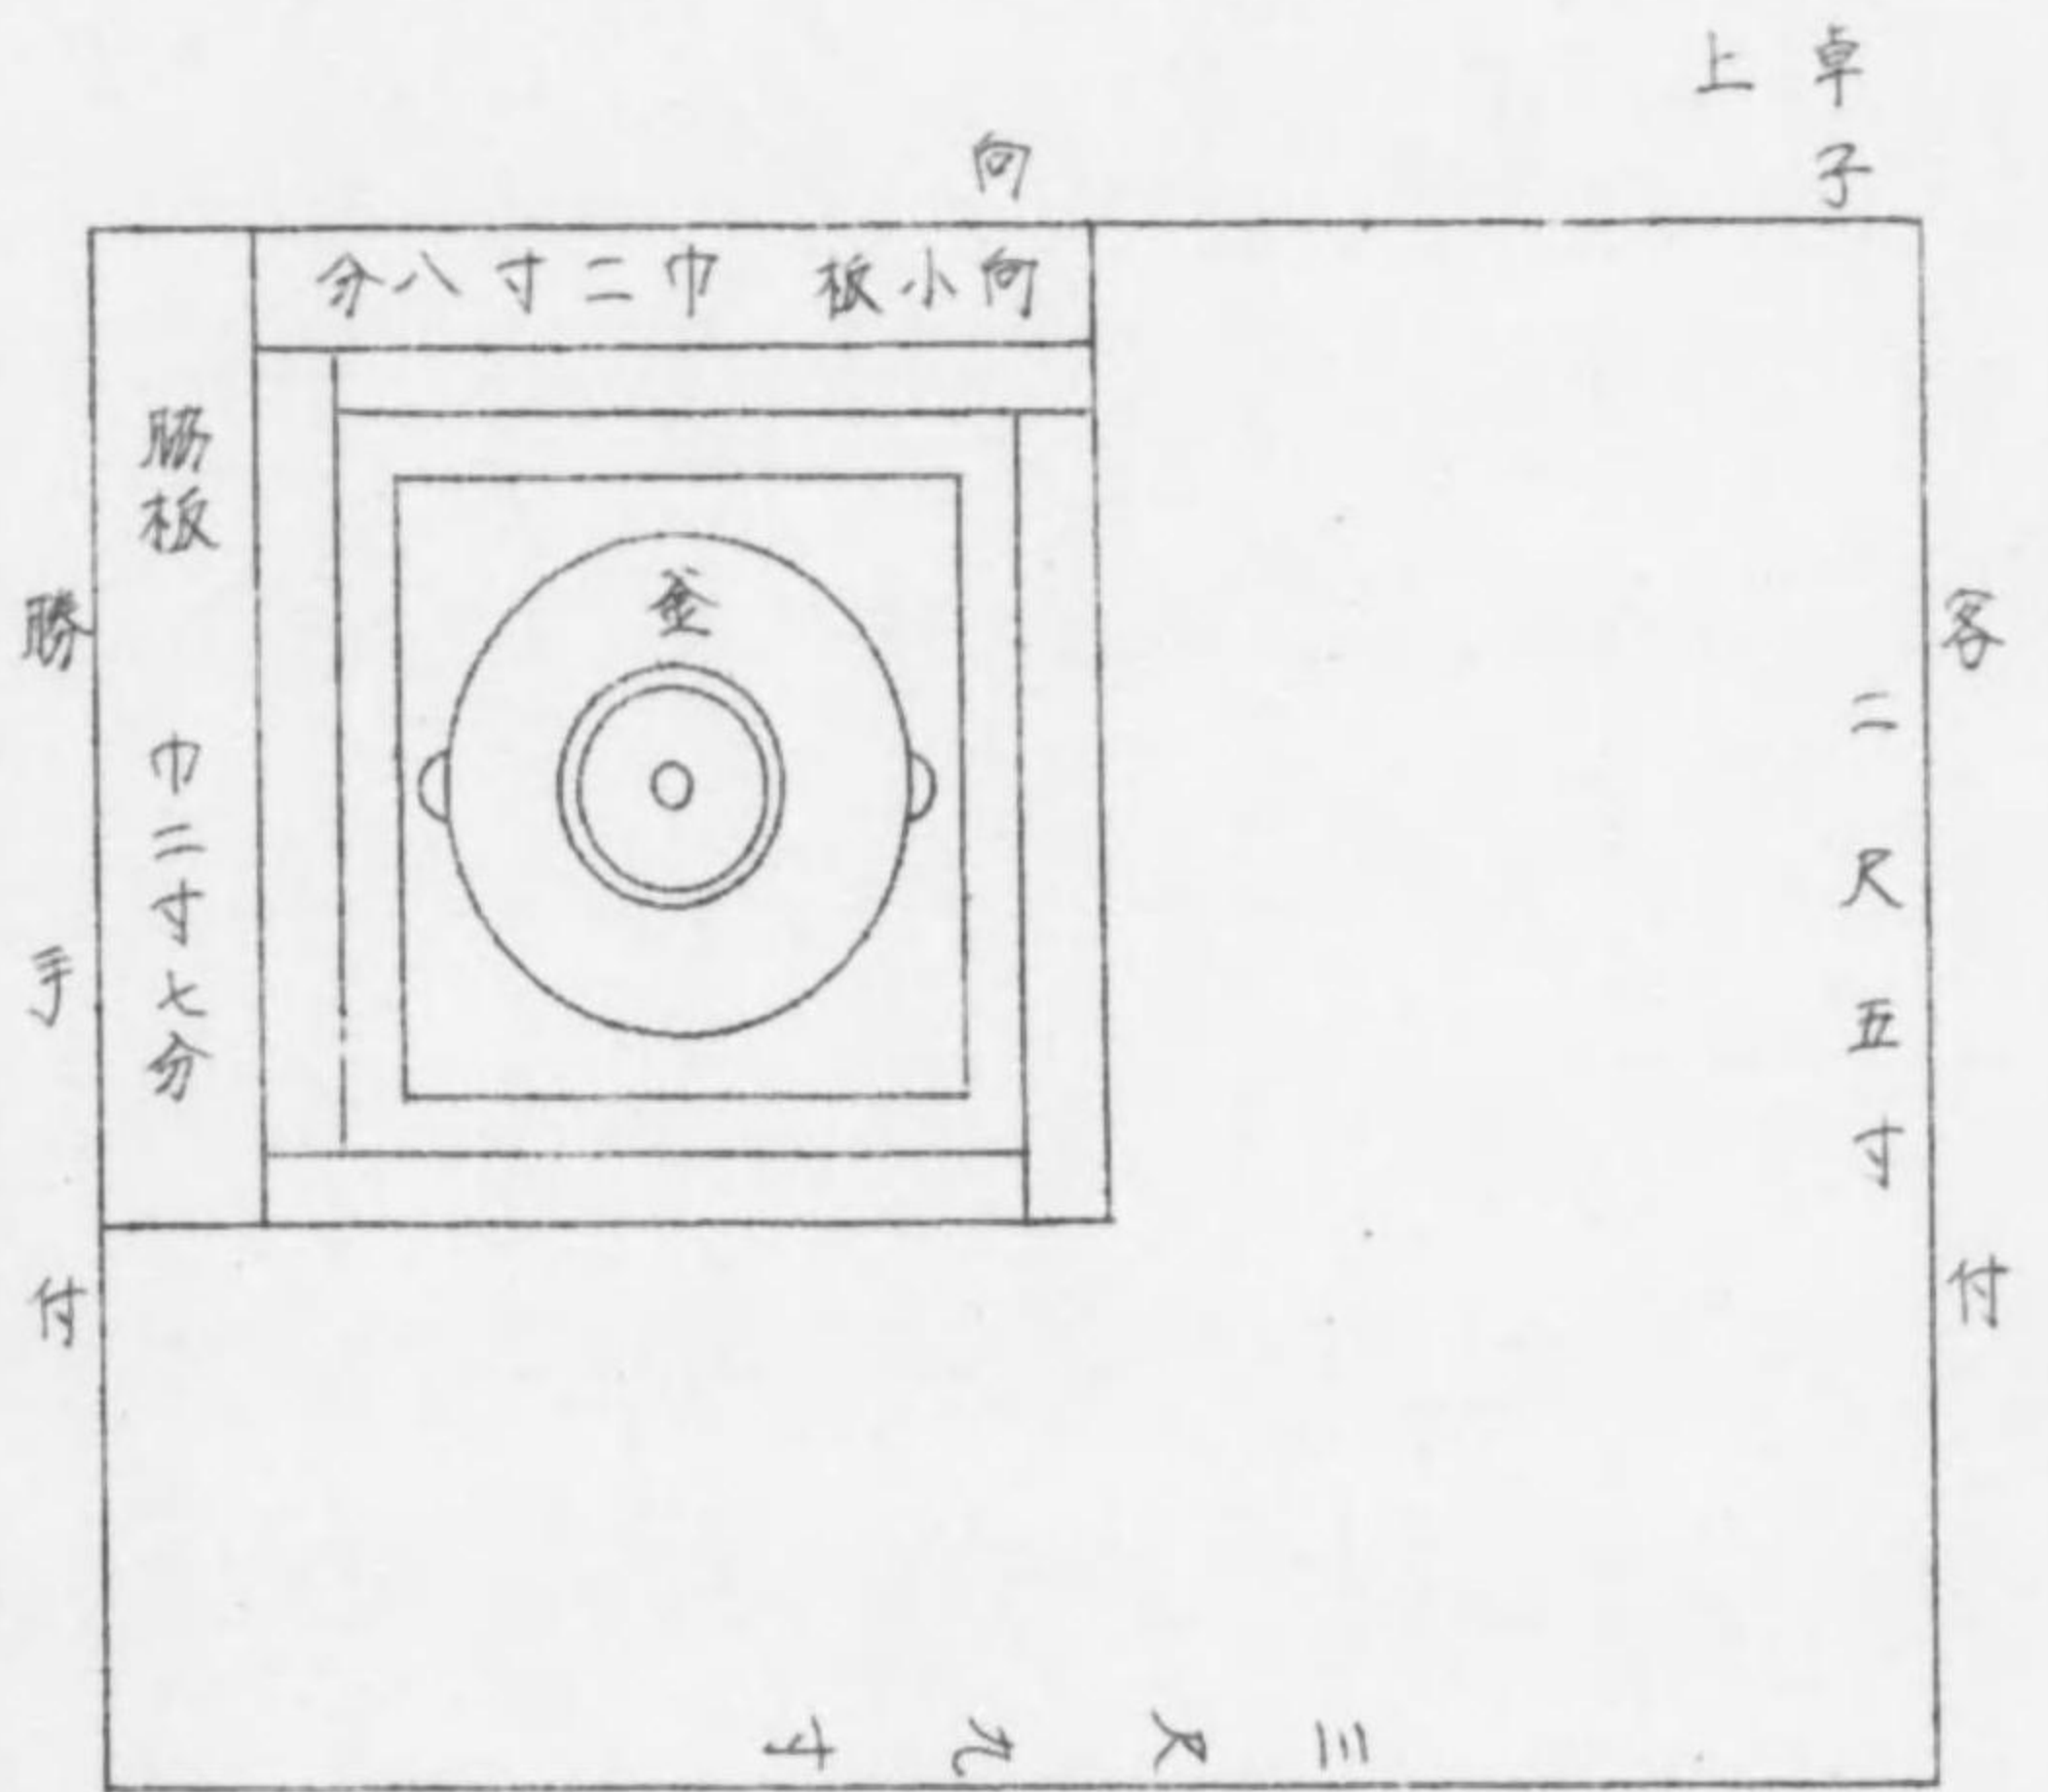 卓子
上
向
向小板 巾二寸八分
脇板 巾二寸七分
釜
勝手付
客付
二尺五寸
三尺九寸